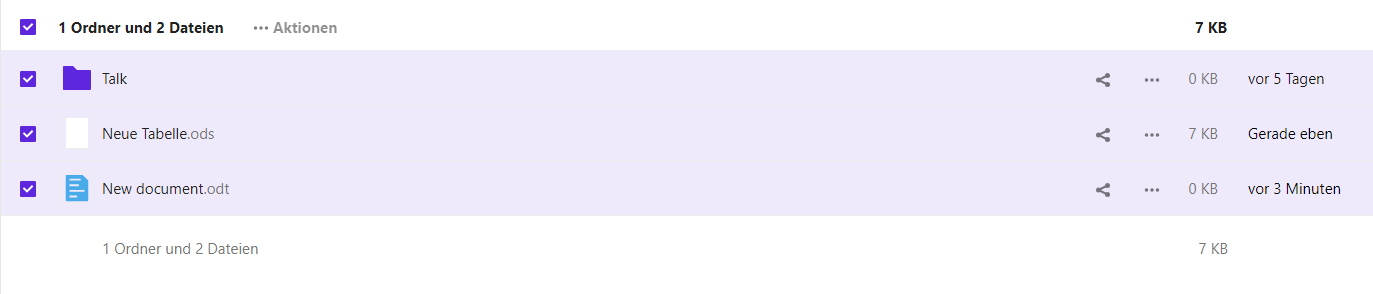 1 Ordner und 2 Dateien ••• Aktionen 7 KB
Talk ••• 0 KB vor 5 Tagen
Neue Tabelle.ods ••• 7 KB Gerade eben
New document.odt ••• 0 KB vor 3 Minuten
1 Ordner und 2 Dateien 7 KB